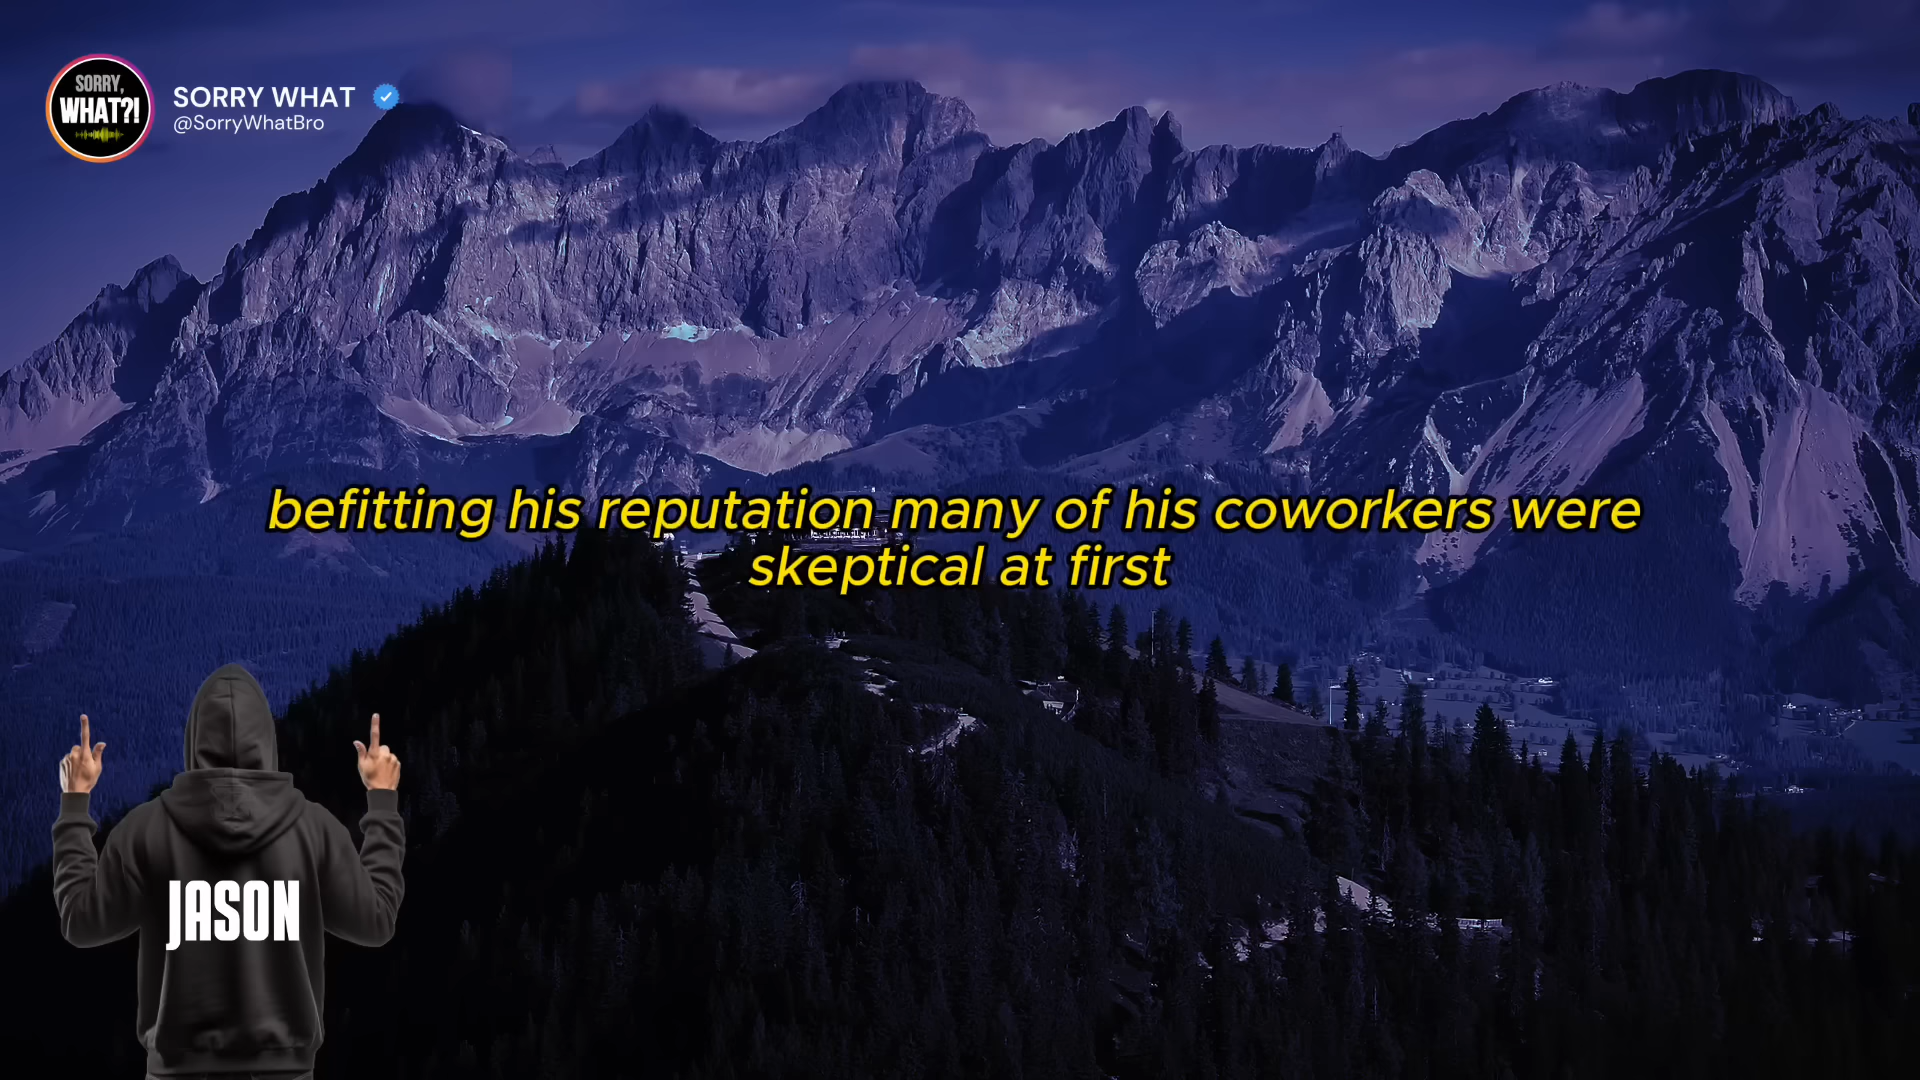 SORRY,
WHAT?!
SORRY WHAT
@SorryWhatBro
befitting his reputation many of his coworkers were
skeptical at first
JASON